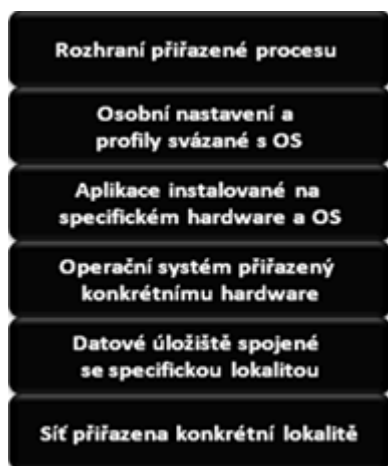 Rozhraní přiřazené procesu
Osobní nastavení a
profily svázané s OS
Aplikace instalované na
specifickém hardware a OS
Operační systém přiřazený
konkrétnímu hardware
Datové úložiště spojené
se specifickou lokalitou
Síť přiřazena konkrétní lokalitě